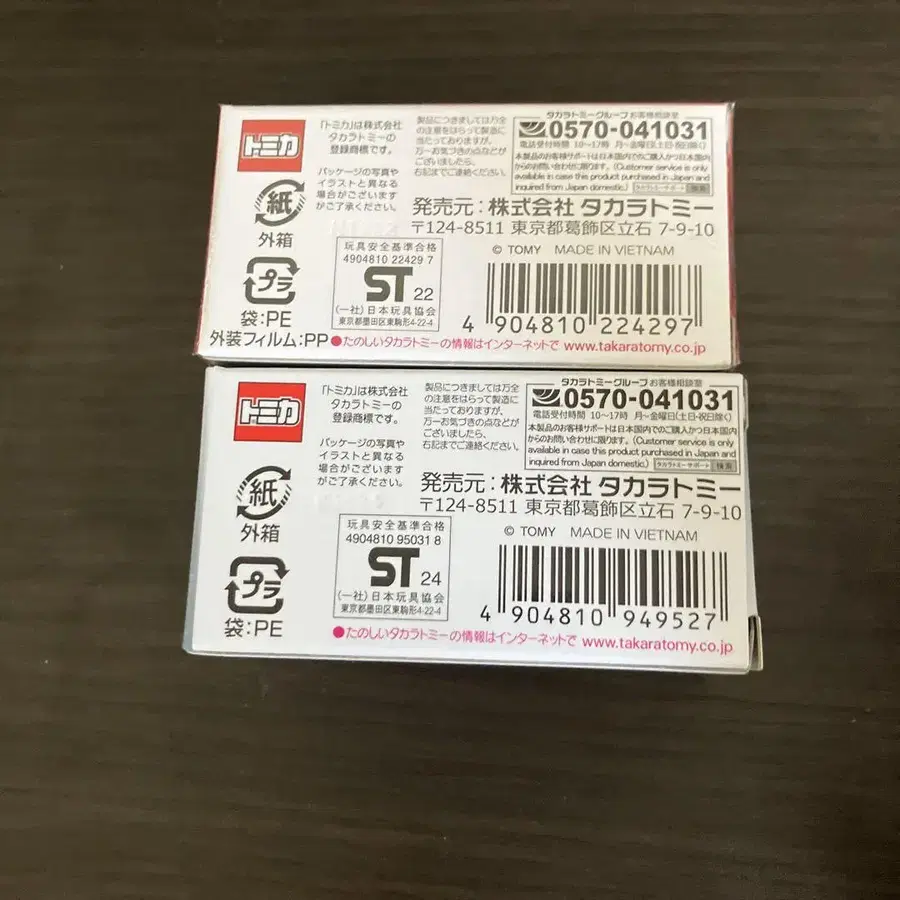 トミカ
「トミカ」は株式会社
タカラトミーの
登録商標です。
パッケージの写真や
イラストと異なる
場合がございます
がご了承ください。
製品につきましては万全
の注意をはらって製造に
当たっておりますが、
万一お気づきの点などが
ございましたら、
右記までご連絡ください。
タカラトミーグループ お客様相談室
0570-041031
電話受付時間 10〜17時 月〜金曜日(土・日・祝日除く)
本製品のお客様サポートは日本国内でのご購入かつ日本国内
からのお問い合わせに限ります。(Customer service is only
available in case this product purchased in Japan and
inquired from Japan domestic.) タカラトミーサポート 検索
発売元：株式会社 タカラトミー
〒124-8511 東京都葛飾区立石 7-9-10
© TOMY MADE IN VIETNAM
紙
外箱
プラ
袋：PE
外装フィルム：PP
玩具安全基準合格
4904810 22429 7
ST 22
(一社)日本玩具協会
東京都墨田区東駒形4-22-4
4 904810 224297
●たのしいタカラトミーの情報はインターネットで www.takaratomy.co.jp
トミカ
「トミカ」は株式会社
タカラトミーの
登録商標です。
パッケージの写真や
イラストと異なる
場合がございます
がご了承ください。
製品につきましては万全
の注意をはらって製造に
当たっておりますが、
万一お気づきの点などが
ございましたら、
右記までご連絡ください。
タカラトミーグループ お客様相談室
0570-041031
電話受付時間 10〜17時 月〜金曜日(土・日・祝日除く)
本製品のお客様サポートは日本国内でのご購入かつ日本国内
からのお問い合わせに限ります。(Customer service is only
available in case this product purchased in Japan and
inquired from Japan domestic.) タカラトミーサポート 検索
発売元：株式会社 タカラトミー
〒124-8511 東京都葛飾区立石 7-9-10
© TOMY MADE IN VIETNAM
紙
外箱
プラ
袋：PE
玩具安全基準合格
4904810 95031 8
ST 24
(一社)日本玩具協会
東京都墨田区東駒形4-22-4
4 904810 949527
●たのしいタカラトミーの情報はインターネットで www.takaratomy.co.jp